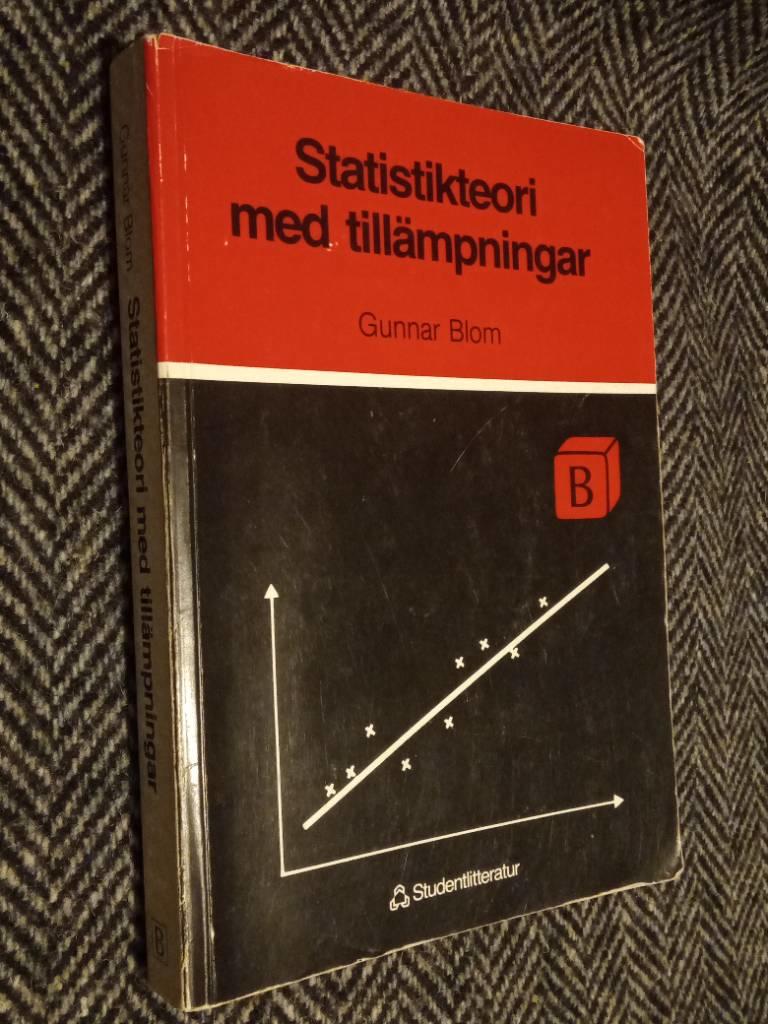 Statistikteori
med tillämpningar
Gunnar Blom
B
Studentlitteratur
Gunnar Blom Statistikteori med tillämpningar
B